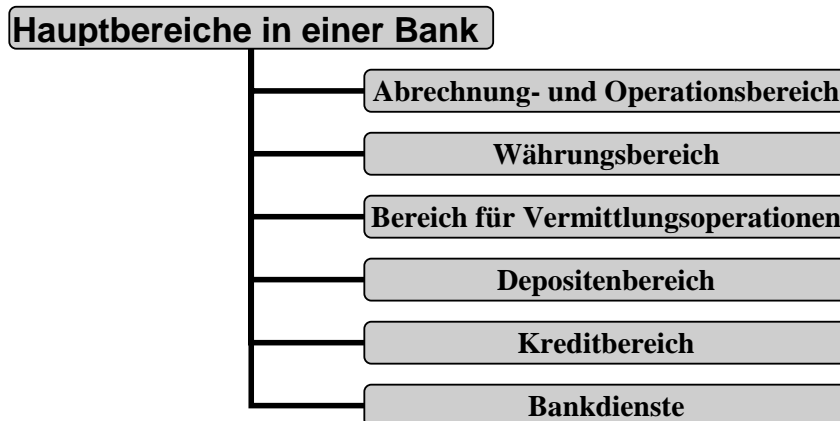 Hauptbereiche in einer Bank
Abrechnung- und Operationsbereich
Währungsbereich
Bereich für Vermittlungsoperationen
Depositenbereich
Kreditbereich
Bankdienste